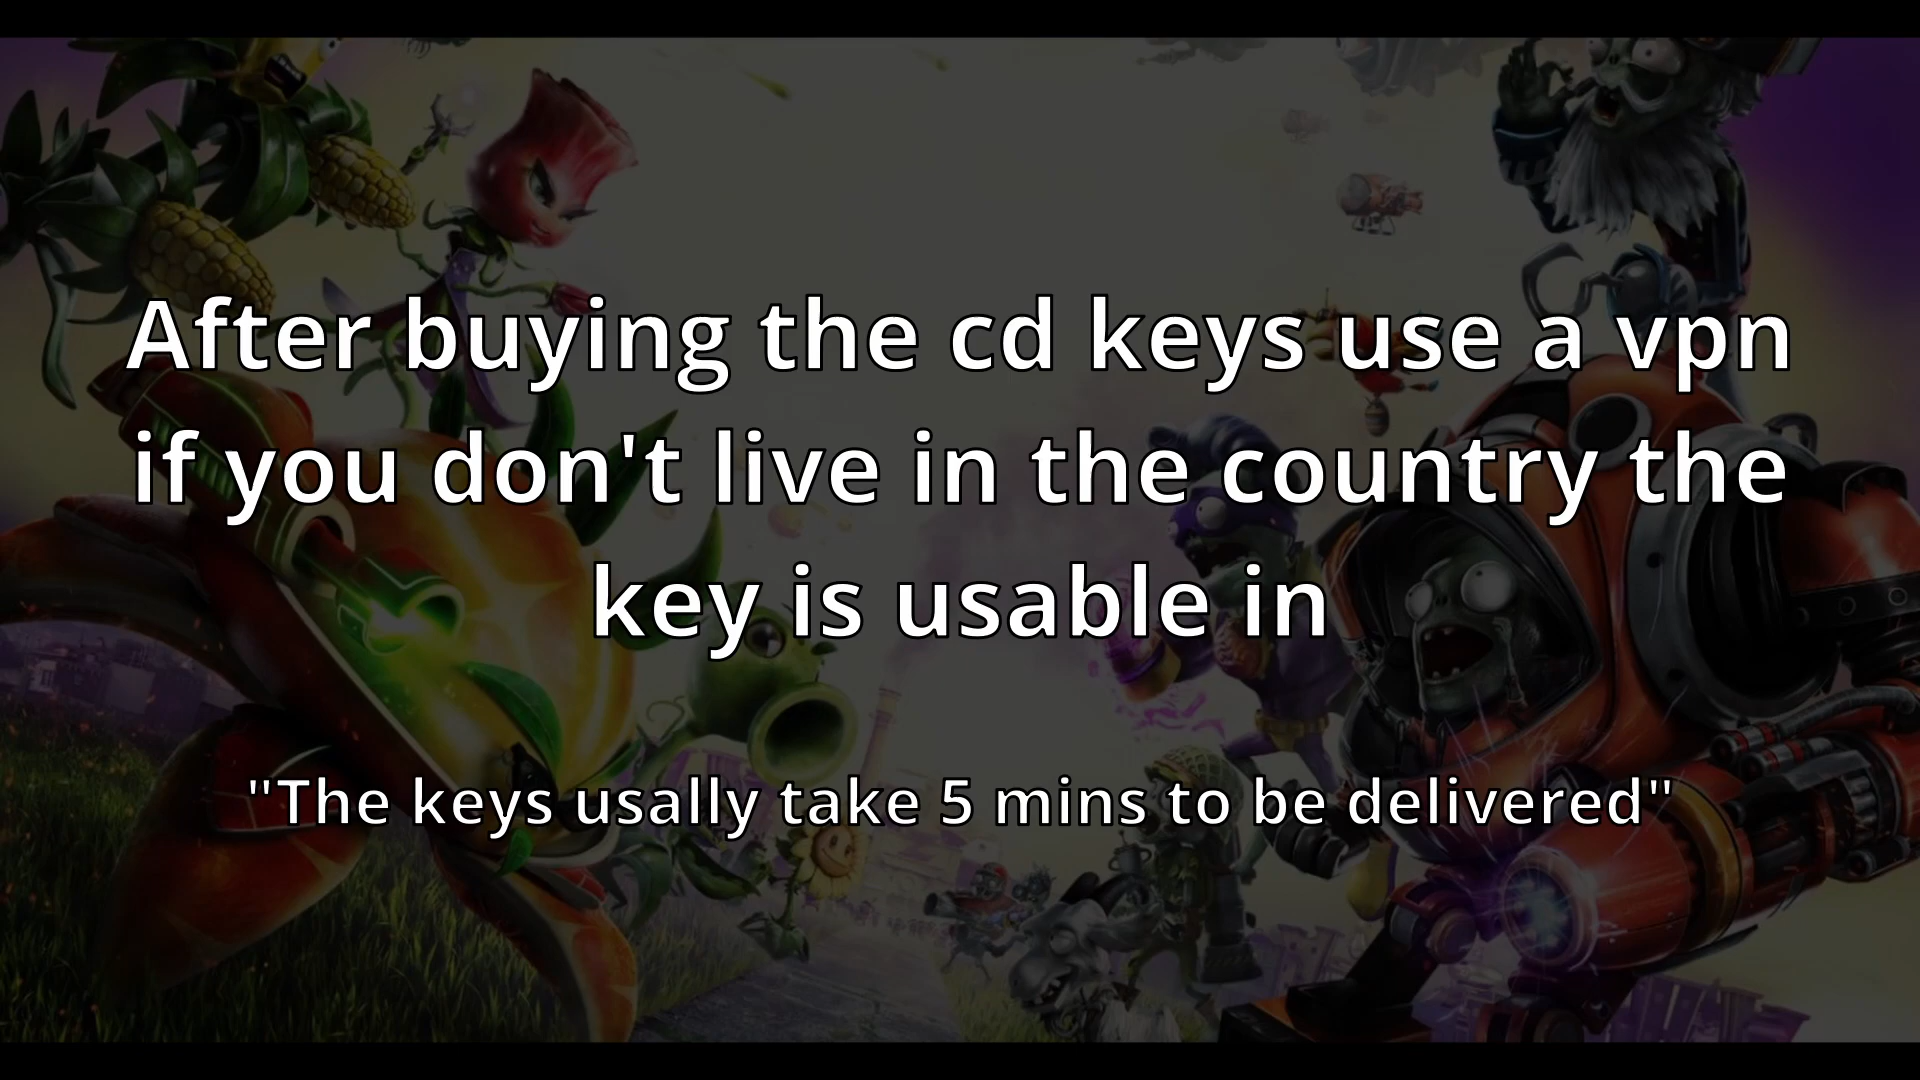 After buying the cd keys use a vpn
if you don't live in the country the
key is usable in
"The keys usally take 5 mins to be delivered"